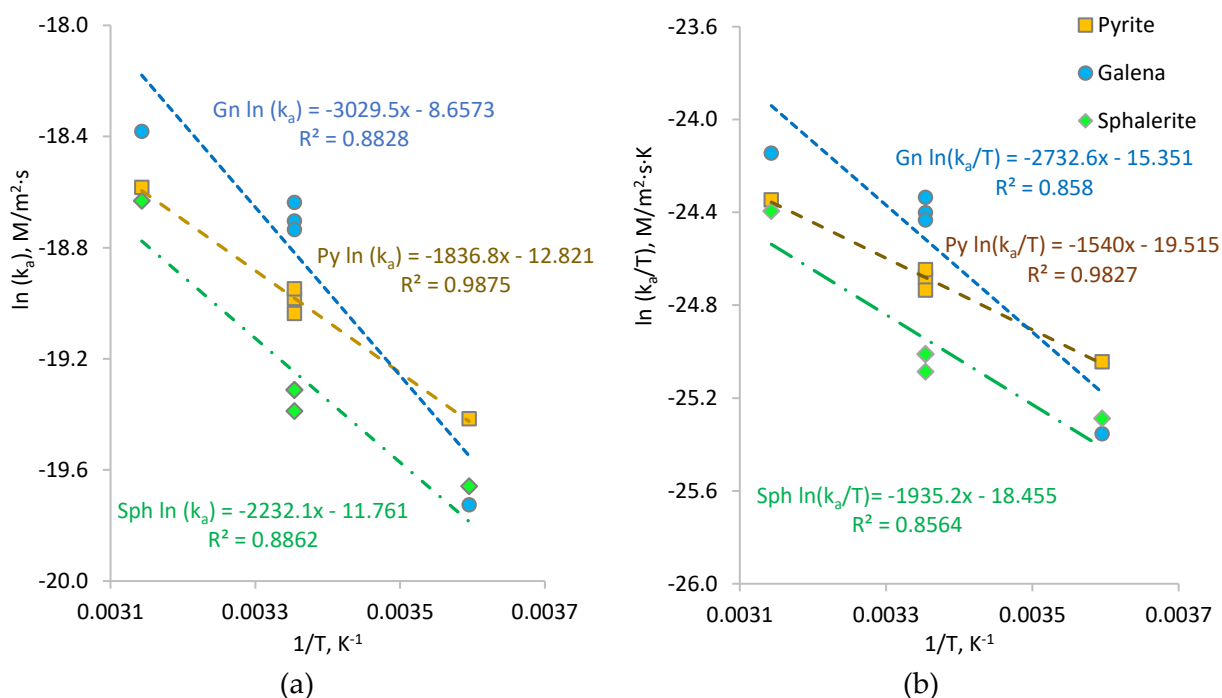 -18.0
-18.4
-18.8
-19.2
-19.6
-20.0
ln (kₐ), M/m²·s
Gn ln (kₐ) = -3029.5x - 8.6573
R² = 0.8828
Py ln (kₐ) = -1836.8x - 12.821
R² = 0.9875
Sph ln (kₐ) = -2232.1x - 11.761
R² = 0.8862
0.0031
0.0033
0.0035
0.0037
1/T, K⁻¹
(a)
-23.6
-24.0
-24.4
-24.8
-25.2
-25.6
-26.0
ln (kₐ/T), M/m²·s·K
Pyrite
Galena
Sphalerite
Gn ln(kₐ/T) = -2732.6x - 15.351
R² = 0.858
Py ln(kₐ/T) = -1540x - 19.515
R² = 0.9827
Sph ln(kₐ/T)= -1935.2x - 18.455
R² = 0.8564
0.0031
0.0033
0.0035
0.0037
1/T, K⁻¹
(b)